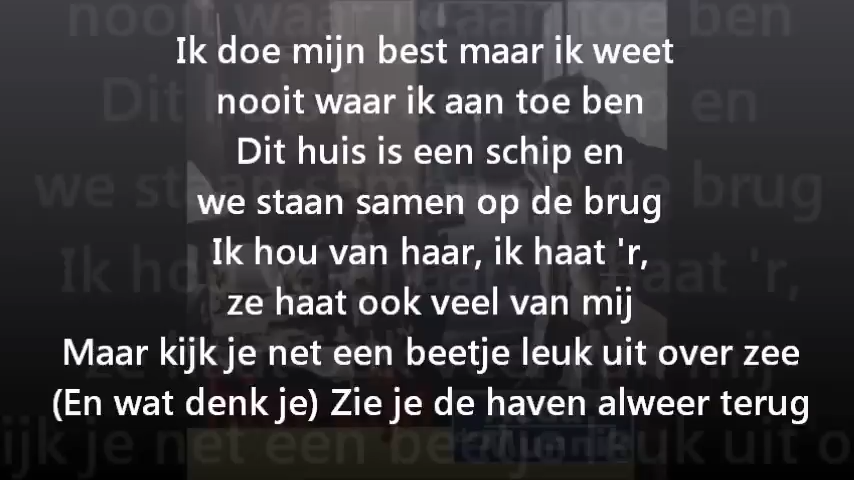 Ik doe mijn best maar ik weet
nooit waar ik aan toe ben
Dit huis is een schip en
we staan samen op de brug
Ik hou van haar, ik haat 'r,
ze haat ook veel van mij
Maar kijk je net een beetje leuk uit over zee
(En wat denk je) Zie je de haven alweer terug